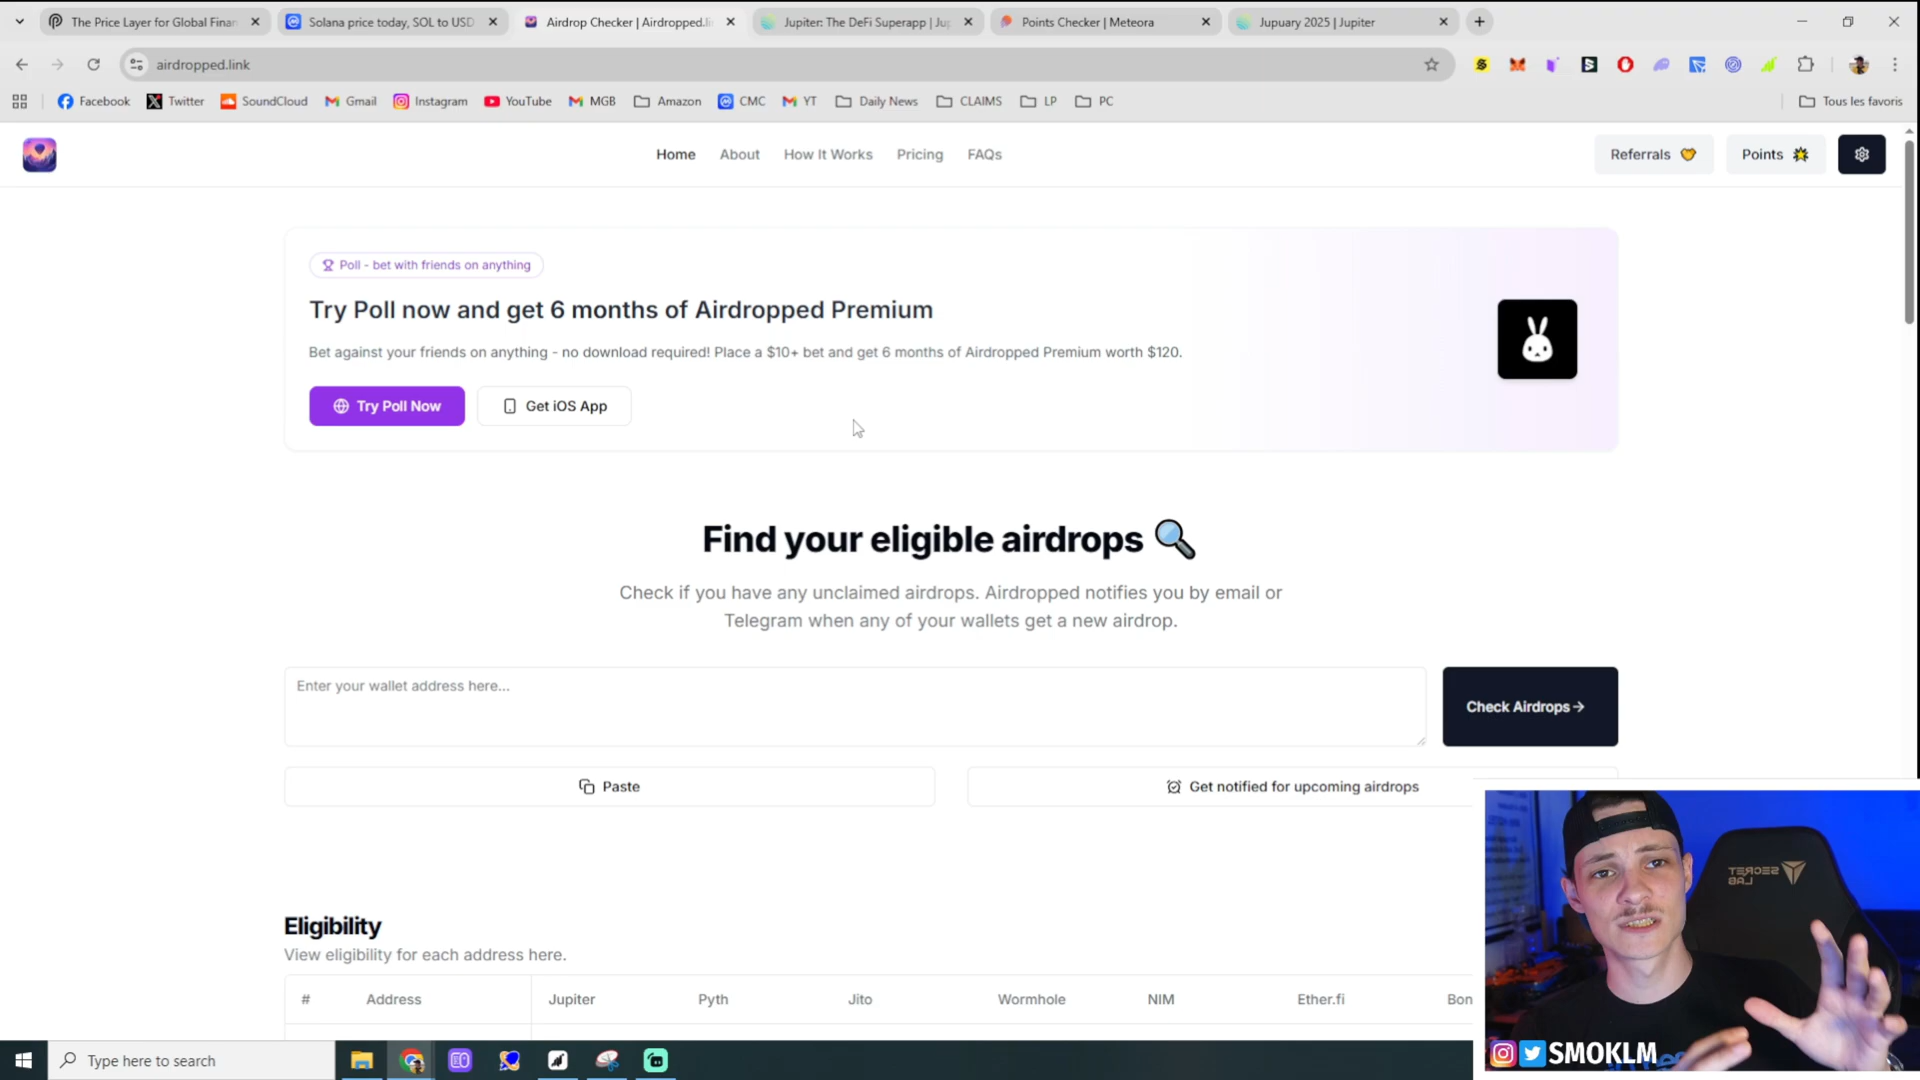 The Price Layer for Global Finan
Solana price today, SOL to USD
Airdrop Checker | Airdropped.li
Jupiter: The DeFi Superapp | Ju
Points Checker | Meteora
Jupuary 2025 | Jupiter
airdropped.link
Facebook
Twitter
SoundCloud
Gmail
Instagram
YouTube
MGB
Amazon
CMC
YT
Daily News
CLAIMS
LP
PC
Tous les favoris
Home
About
How It Works
Pricing
FAQs
Referrals
Points
Poll - bet with friends on anything
Try Poll now and get 6 months of Airdropped Premium
Bet against your friends on anything - no download required! Place a $10+ bet and get 6 months of Airdropped Premium worth $120.
Try Poll Now
Get iOS App
Find your eligible airdrops
Check if you have any unclaimed airdrops. Airdropped notifies you by email or
Telegram when any of your wallets get a new airdrop.
Enter your wallet address here...
Check Airdrops→
Paste
Get notified for upcoming airdrops
Eligibility
View eligibility for each address here.
# Address Jupiter Pyth Jito Wormhole NIM Ether.fi Bon
SECRET
LAB
SMOKLM
Type here to search